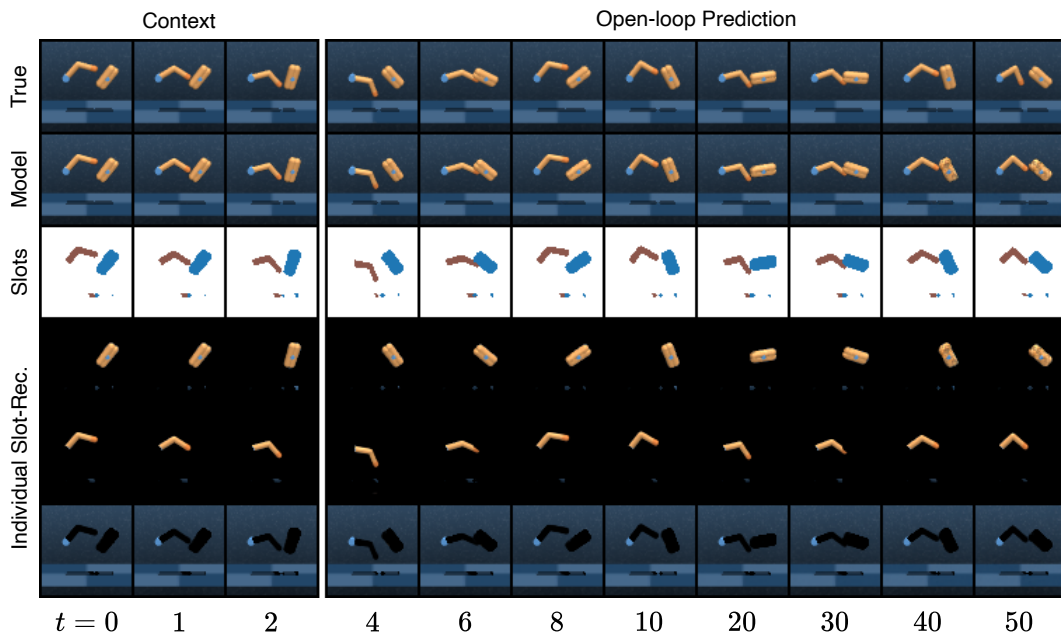 Context
Open-loop Prediction
True
Model
Slots
Individual Slot-Rec.
t = 0 1 2 4 6 8 10 20 30 40 50